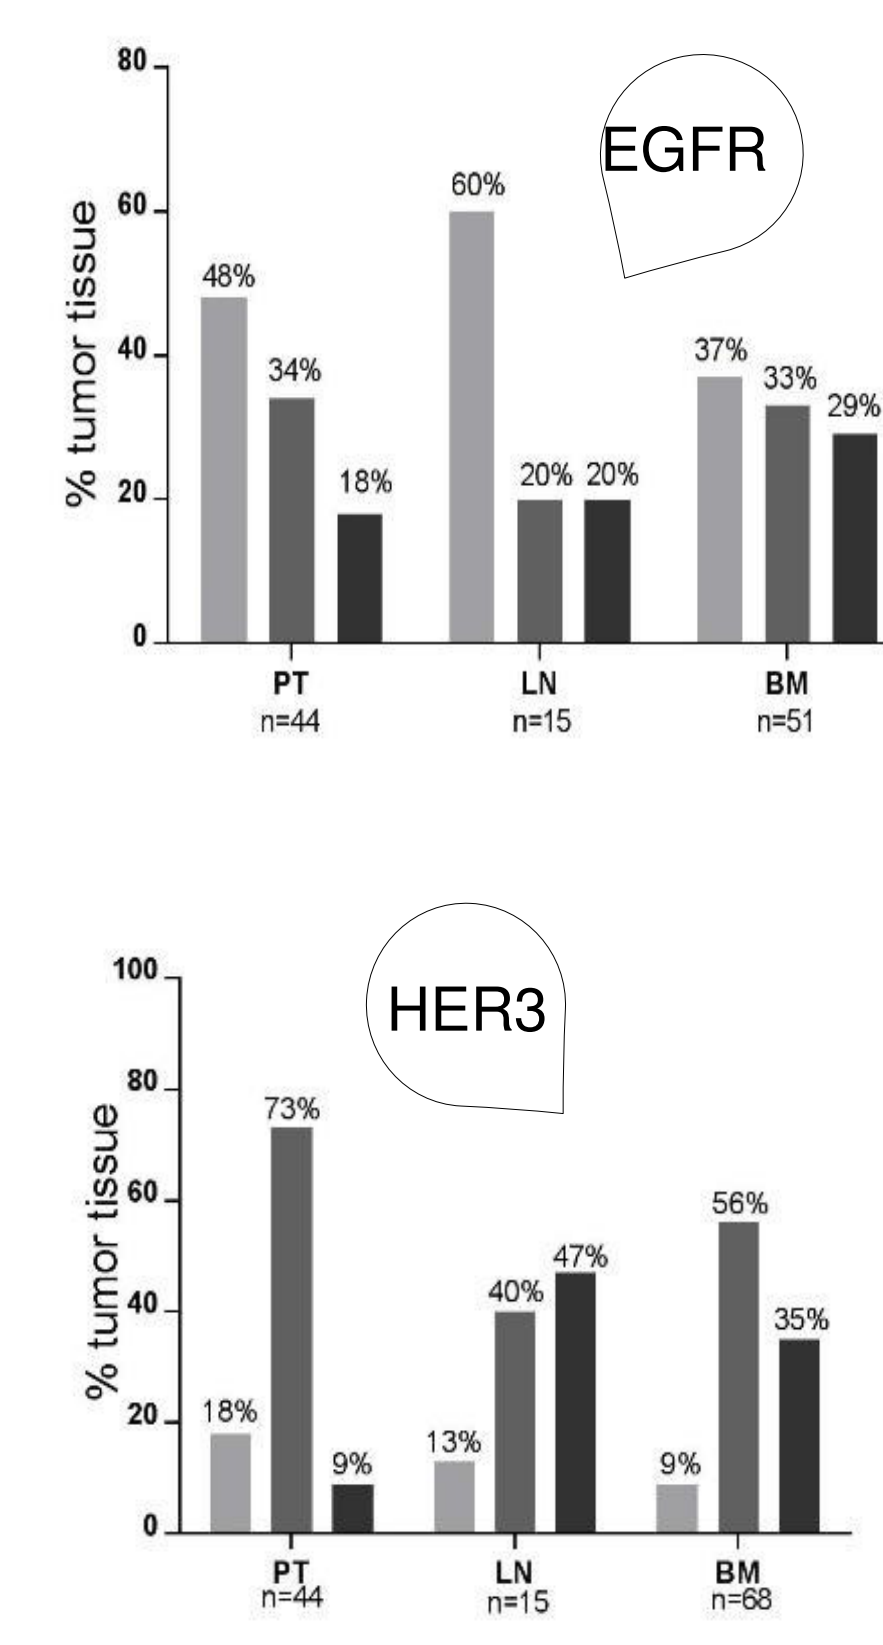 EGFR
% tumor tissue
80
60
40
20
0
48%
34%
18%
60%
20%
20%
37%
33%
29%
PT
n=44
LN
n=15
BM
n=51
HER3
% tumor tissue
100
80
60
40
20
0
18%
73%
9%
13%
40%
47%
9%
56%
35%
PT
n=44
LN
n=15
BM
n=68